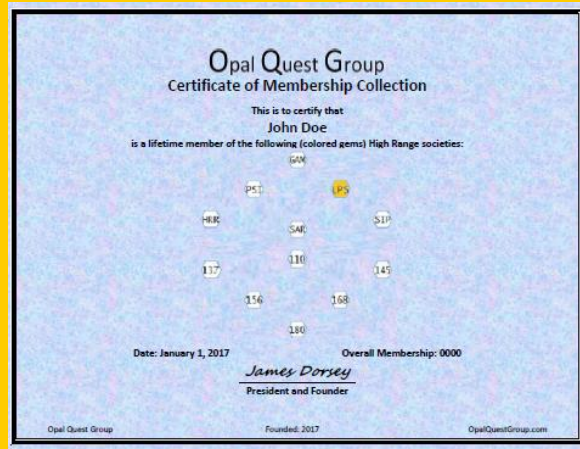 Opal Quest Group
Certificate of Membership Collection
This is to certify that
John Doe
is a lifetime member of the following (colored gems) High Range societies:
GAM
PSI LPS
HRR SIP
SAR
110
137 145
156 168
180
Date: January 1, 2017 Overall Membership: 0000
James Dorsey
President and Founder
Opal Quest Group Founded: 2017 OpalQuestGroup.com